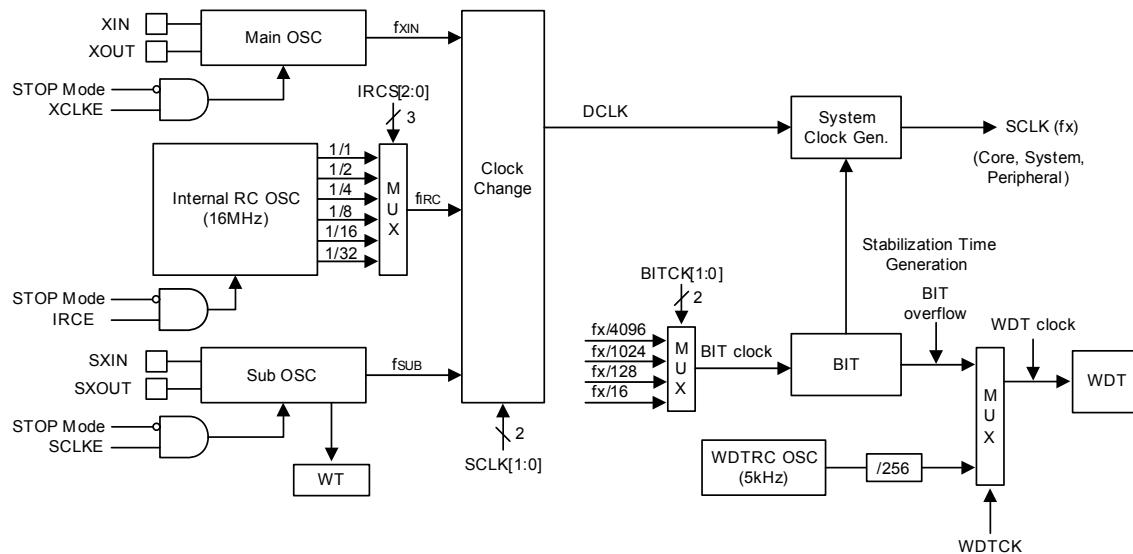 XIN
XOUT
Main OSC
fXIN
STOP Mode
XCLKE
IRCS[2:0]
3
Internal RC OSC
(16MHz)
1/1
1/2
1/4
1/8
1/16
1/32
MUX
fIRC
STOP Mode
IRCE
SXIN
SXOUT
Sub OSC
fSUB
STOP Mode
SCLKE
WT
Clock
Change
2
SCLK[1:0]
DCLK
System
Clock Gen.
SCLK (fx)
(Core, System,
Peripheral)
Stabilization Time
Generation
BITCK[1:0]
2
fx/4096
fx/1024
fx/128
fx/16
MUX
BIT clock
BIT
BIT
overflow
WDT clock
MUX
WDT
WDTRC OSC
(5kHz)
/256
WDTCK